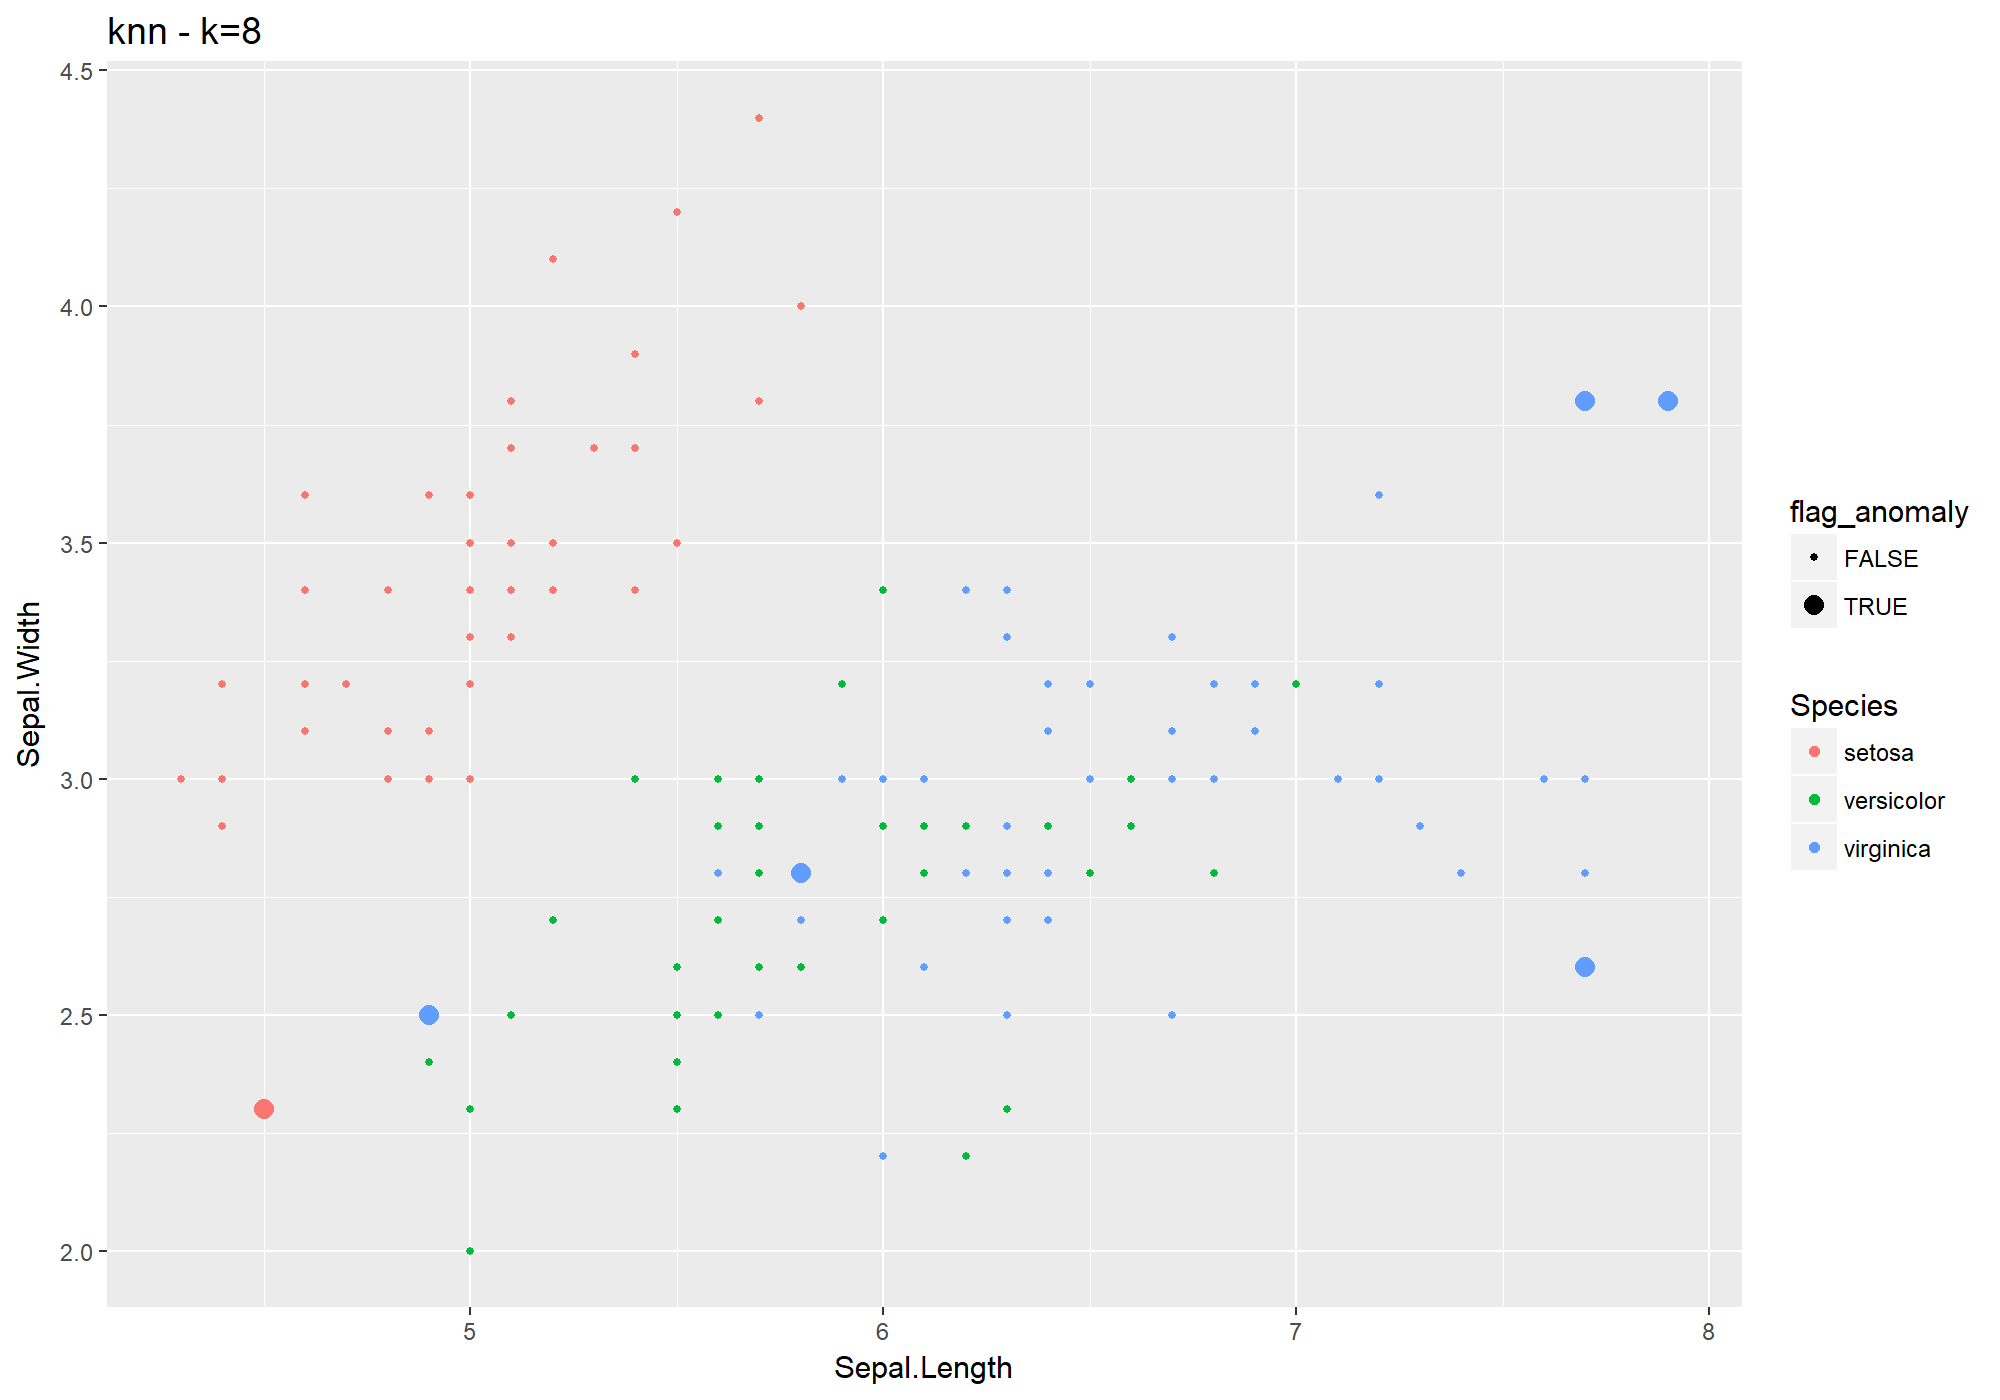 knn - k=8
4.5
4.0
3.5
3.0
2.5
2.0
Sepal.Width
5
6
7
8
Sepal.Length
flag_anomaly
FALSE
TRUE
Species
setosa
versicolor
virginica